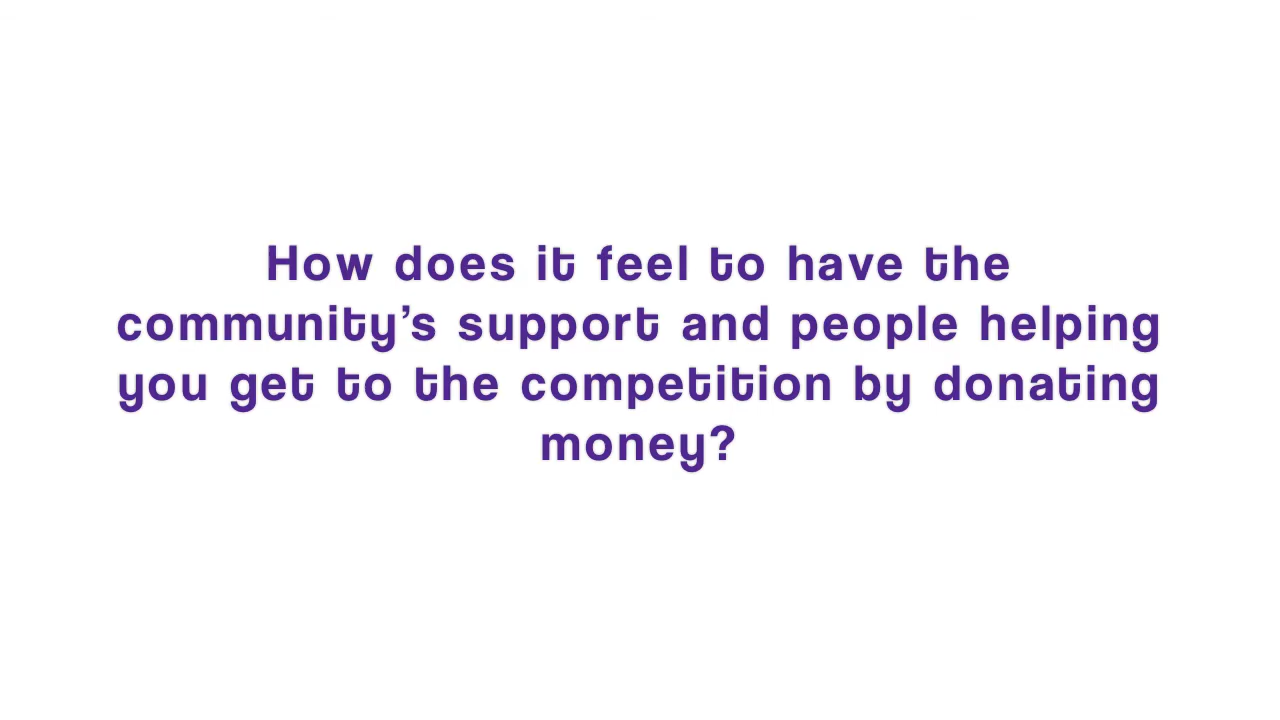 How does it feel to have the
community’s support and people helping
you get to the competition by donating
money?